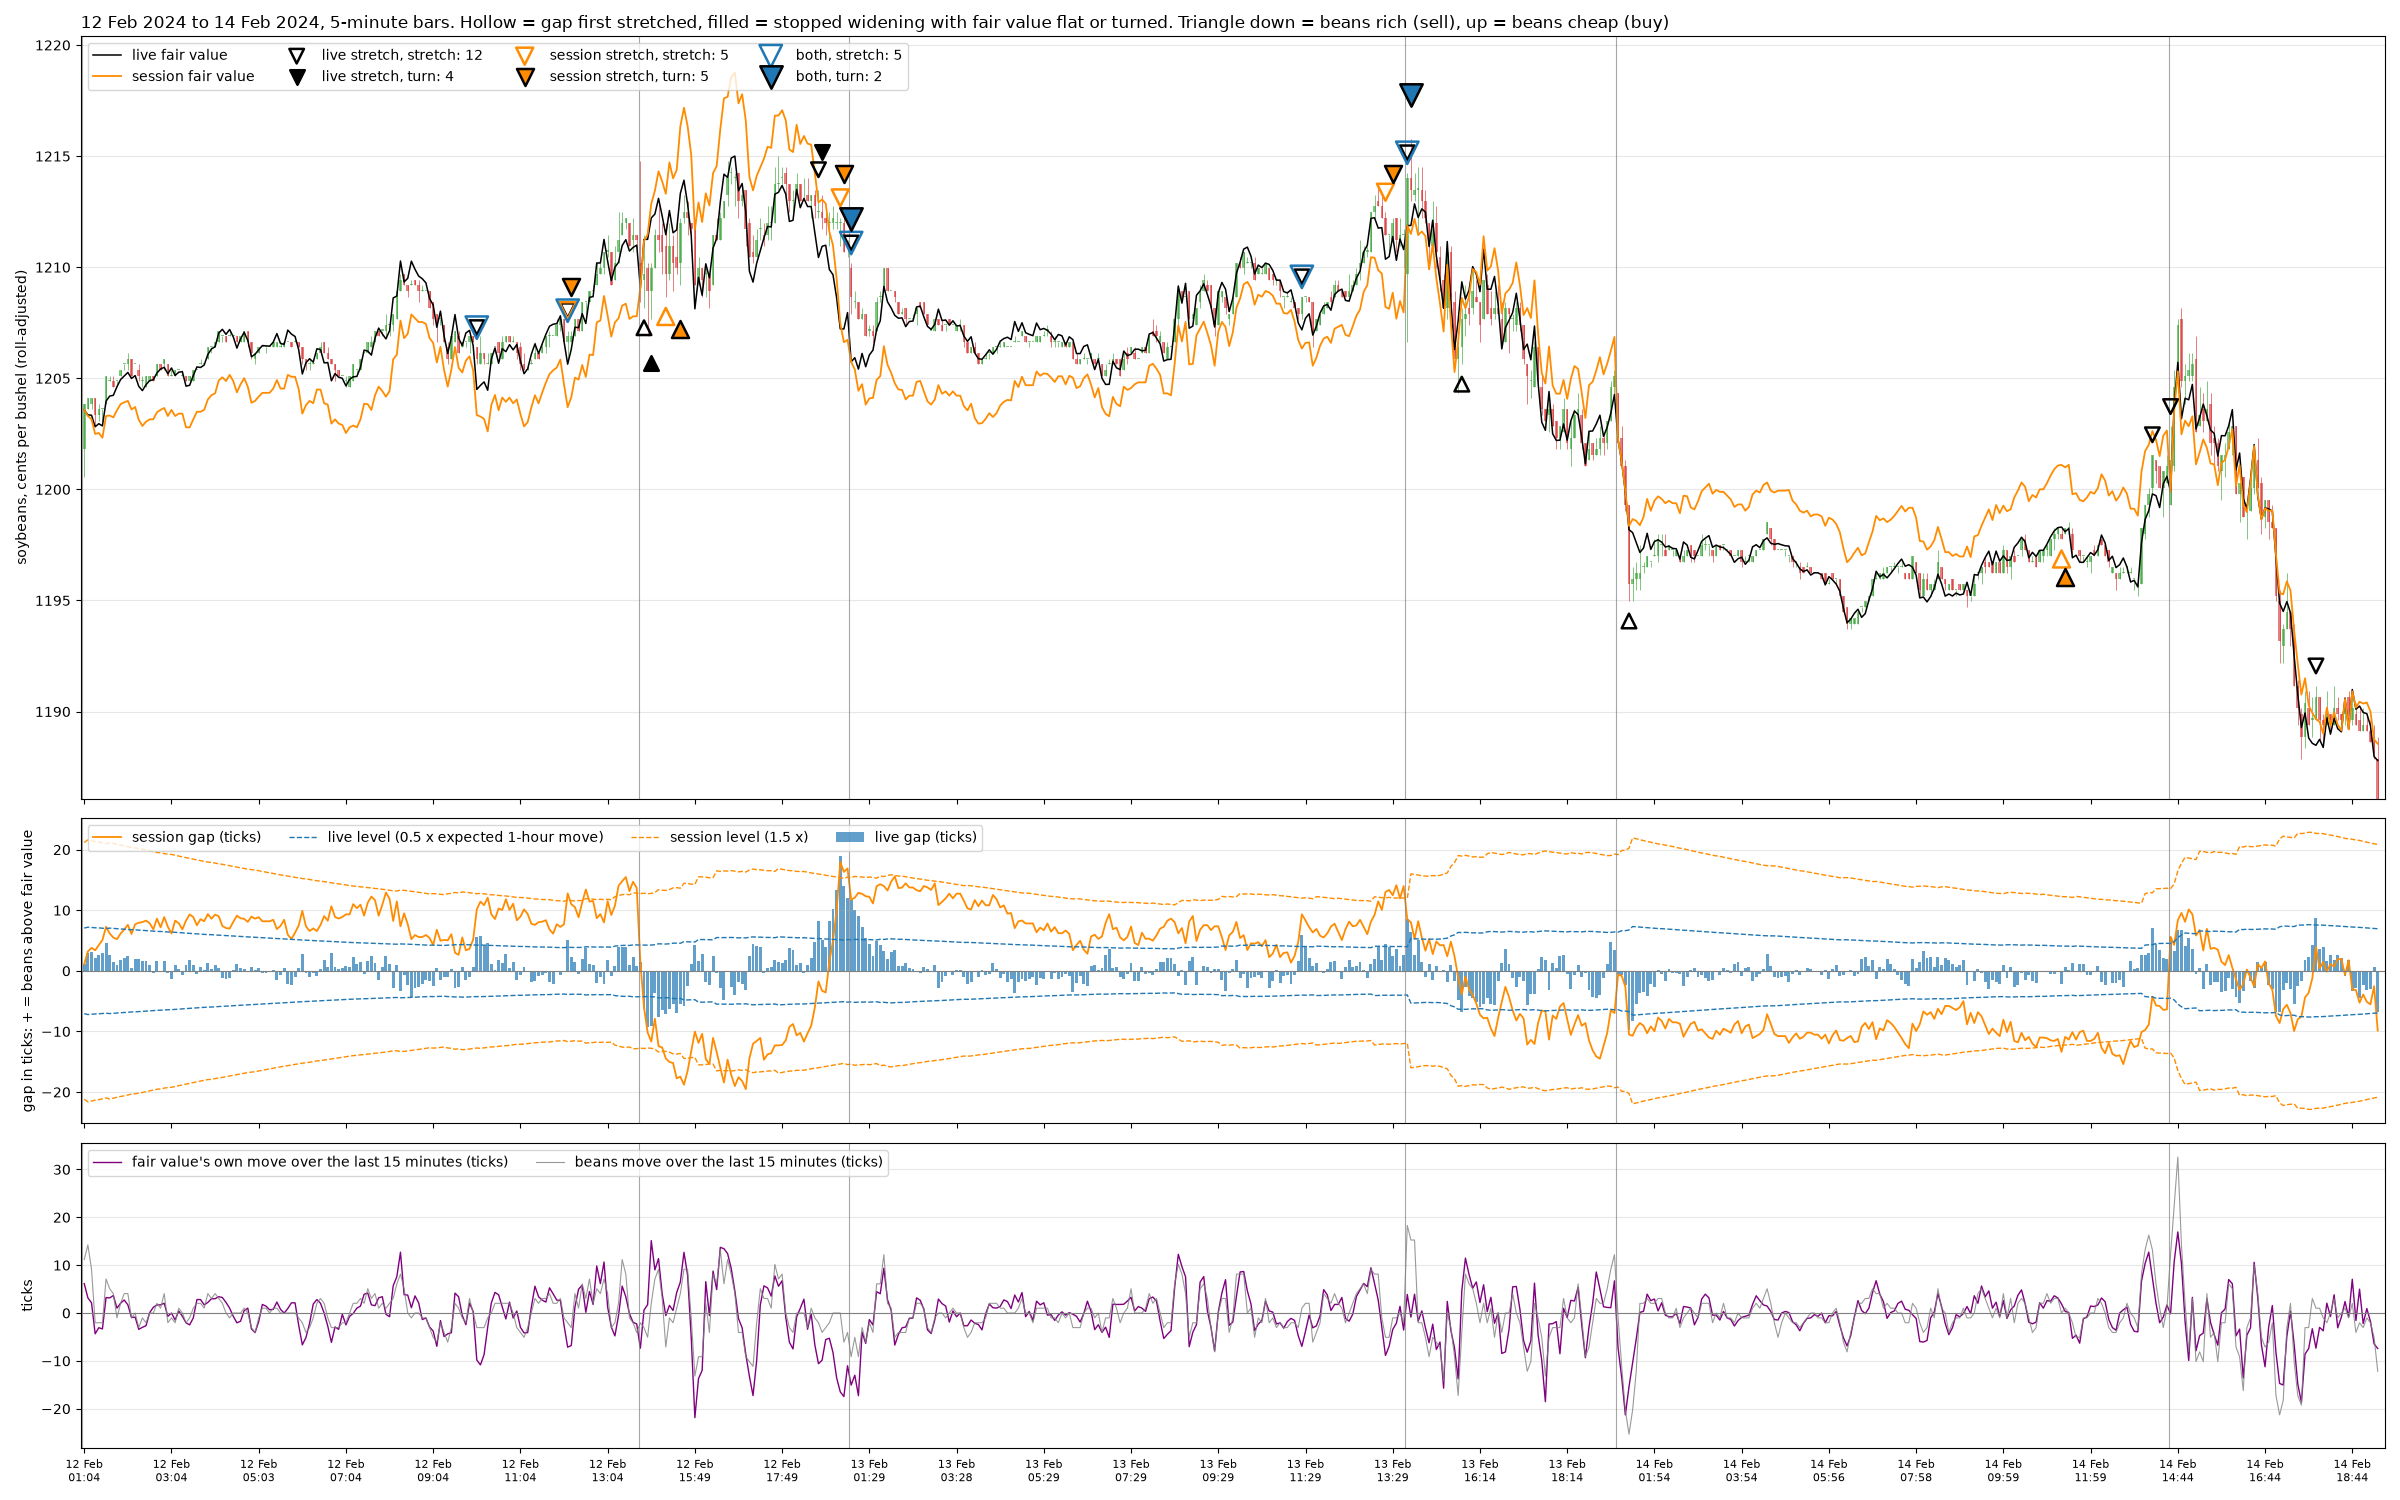 12 Feb 2024 to 14 Feb 2024, 5-minute bars. Hollow = gap first stretched, filled = stopped widening with fair value flat or turned. Triangle down = beans rich (sell), up = beans cheap (buy)
live fair value
session fair value
live stretch, stretch: 12
live stretch, turn: 4
session stretch, stretch: 5
session stretch, turn: 5
both, stretch: 5
both, turn: 2
soybeans, cents per bushel (roll-adjusted)
1220
1215
1210
1205
1200
1195
1190
session gap (ticks)
live level (0.5 x expected 1-hour move)
session level (1.5 x)
live gap (ticks)
gap in ticks: + = beans above fair value
20
10
0
−10
−20
fair value's own move over the last 15 minutes (ticks)
beans move over the last 15 minutes (ticks)
ticks
30
20
10
0
−10
−20
12 Feb
01:04
12 Feb
03:04
12 Feb
05:03
12 Feb
07:04
12 Feb
09:04
12 Feb
11:04
12 Feb
13:04
12 Feb
15:49
12 Feb
17:49
13 Feb
01:29
13 Feb
03:28
13 Feb
05:29
13 Feb
07:29
13 Feb
09:29
13 Feb
11:29
13 Feb
13:29
13 Feb
16:14
13 Feb
18:14
14 Feb
01:54
14 Feb
03:54
14 Feb
05:56
14 Feb
07:58
14 Feb
09:59
14 Feb
11:59
14 Feb
14:44
14 Feb
16:44
14 Feb
18:44